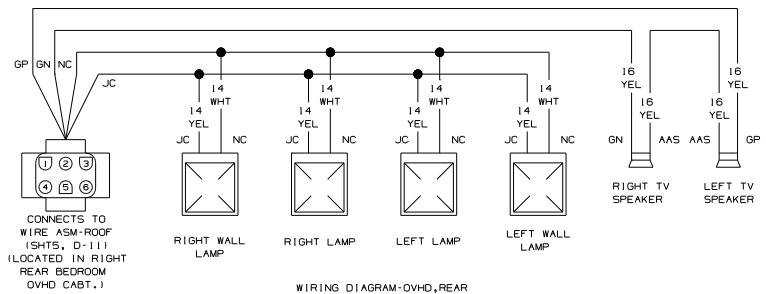 GP GN NC
JC
14 WHT
14 WHT
14 WHT
14 WHT
14 YEL
14 YEL
14 YEL
14 YEL
16 YEL
16 YEL
16 YEL
16 YEL
JC NC
JC NC
JC NC
JC NC
GN AAS
AAS GP
1 2 3
4 5 6
CONNECTS TO
WIRE ASM-ROOF
(SHT5, D-11)
(LOCATED IN RIGHT
REAR BEDROOM
OVHD CABT.)
RIGHT WALL
LAMP
RIGHT LAMP
LEFT LAMP
LEFT WALL
LAMP
RIGHT TV
SPEAKER
LEFT TV
SPEAKER
WIRING DIAGRAM-OVHD,REAR